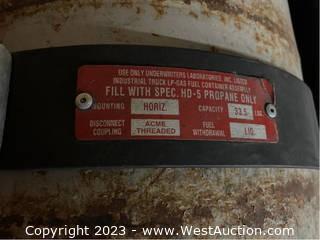 USE ONLY UNDERWRITERS LABORATORIES, INC. LISTED
INDUSTRIAL TRUCK LP-GAS FUEL CONTAINER ASSEMBLY
FILL WITH SPEC. HD-5 PROPANE ONLY
MOUNTING HORIZ. CAPACITY 33.5 LBS.
DISCONNECT COUPLING ACME THREADED FUEL WITHDRAWAL LIQ.
Copyright © 2023 - www.WestAuction.com